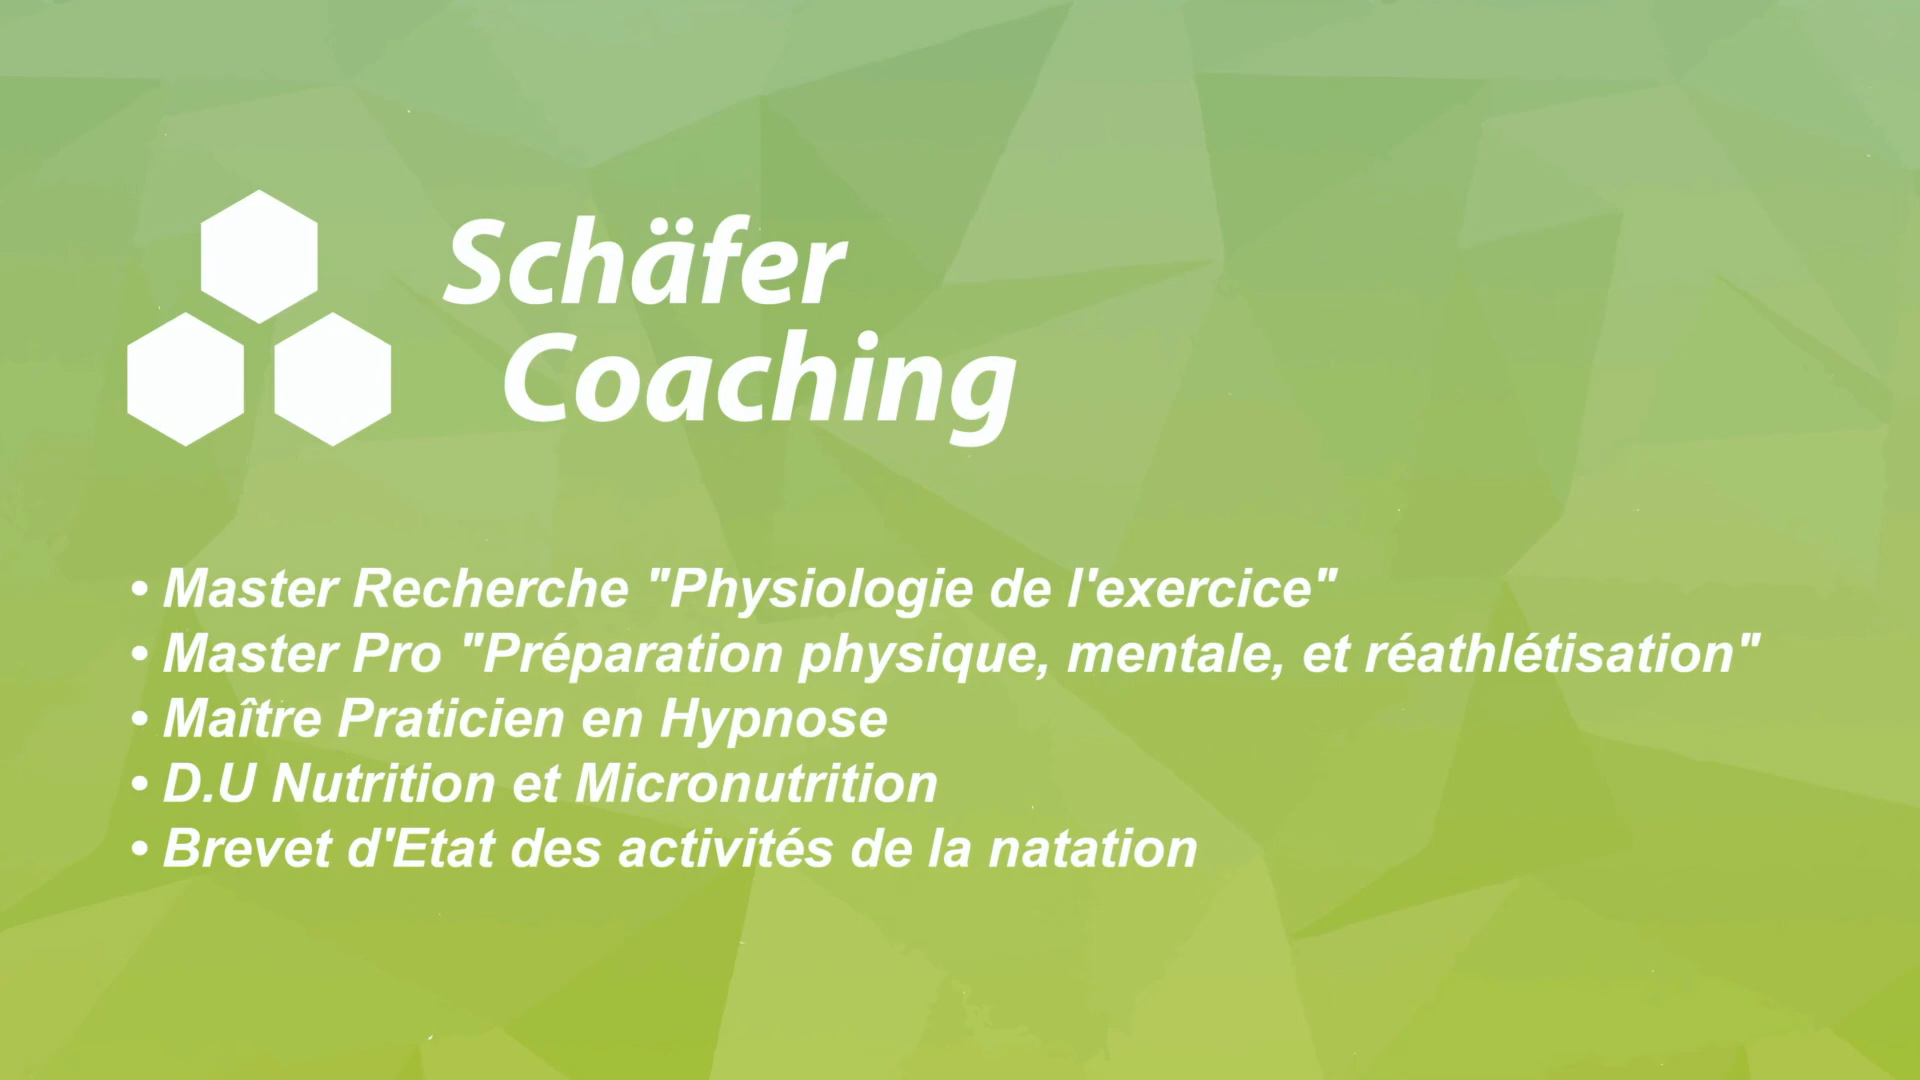 Schäfer
Coaching
• Master Recherche "Physiologie de l'exercice"
• Master Pro "Préparation physique, mentale, et réathlétisation"
• Maître Praticien en Hypnose
• D.U Nutrition et Micronutrition
• Brevet d'Etat des activités de la natation